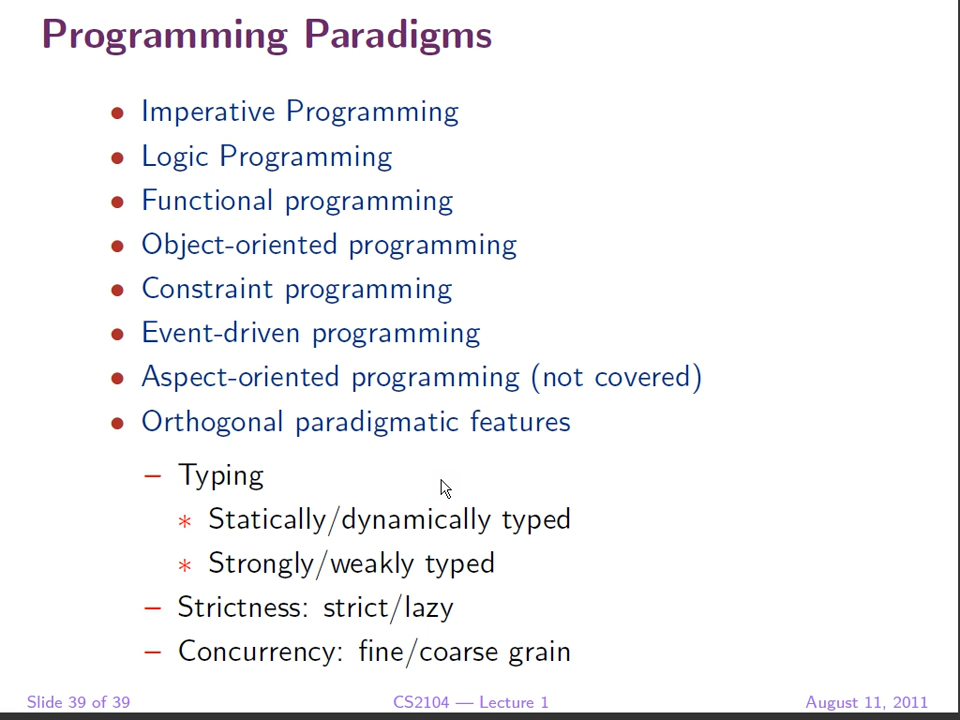 Programming Paradigms
• Imperative Programming
• Logic Programming
• Functional programming
• Object-oriented programming
• Constraint programming
• Event-driven programming
• Aspect-oriented programming (not covered)
• Orthogonal paradigmatic features
– Typing
* Statically/dynamically typed
* Strongly/weakly typed
– Strictness: strict/lazy
– Concurrency: fine/coarse grain
Slide 39 of 39 CS2104 — Lecture 1 August 11, 2011